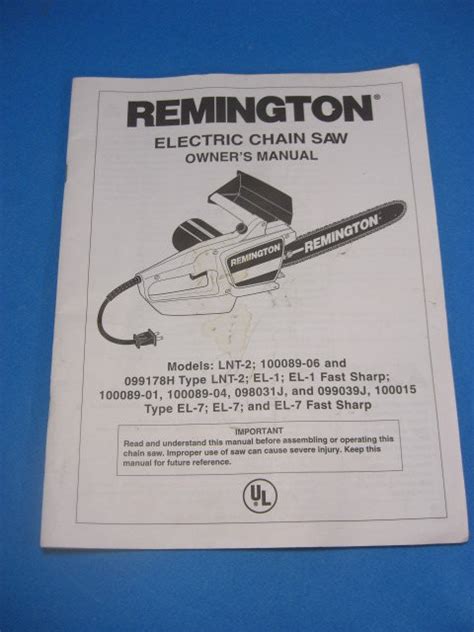 REMINGTON®
ELECTRIC CHAIN SAW
OWNER'S MANUAL
REMINGTON
REMINGTON
Models: LNT-2; 100089-06 and
099178H Type LNT-2; EL-1; EL-1 Fast Sharp;
100089-01, 100089-04, 098031J, and 099039J, 100015
Type EL-7; EL-7; and EL-7 Fast Sharp
IMPORTANT
Read and understand this manual before assembling or operating this
chain saw. Improper use of saw can cause severe injury. Keep this
manual for future reference.
UL